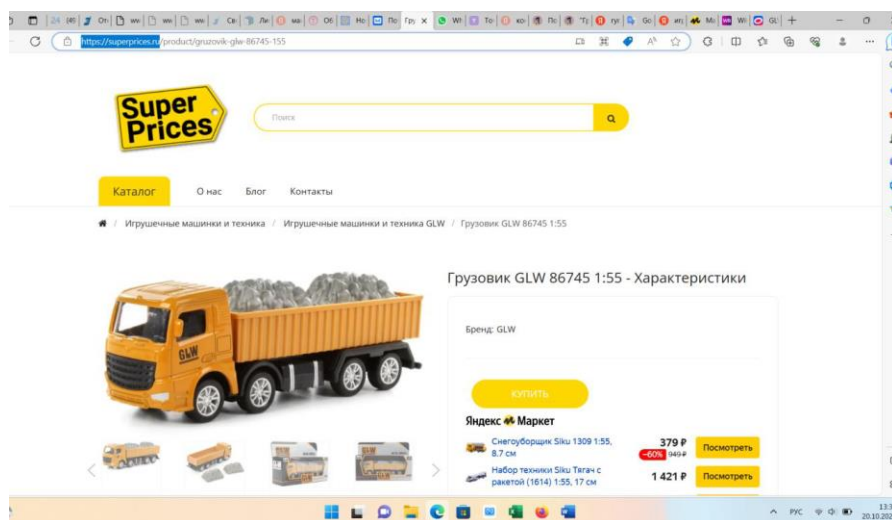 https://superprices.ru/product/gruzovik-glw-86745-155
Super
Prices
Поиск
Каталог
О нас
Блог
Контакты
/ Игрушечные машинки и техника / Игрушечные машинки и техника GLW / Грузовик GLW 86745 1:55
Грузовик GLW 86745 1:55 - Характеристики
GLW
Бренд: GLW
КУПИТЬ
Яндекс Маркет
Снегоуборщик Siku 1309 1:55,
8.7 см
379 ₽
-60% 949 ₽
Посмотреть
Набор техники Siku Тягач с
ракетой (1614) 1:55, 17 см
1 421 ₽
Посмотреть
РУС